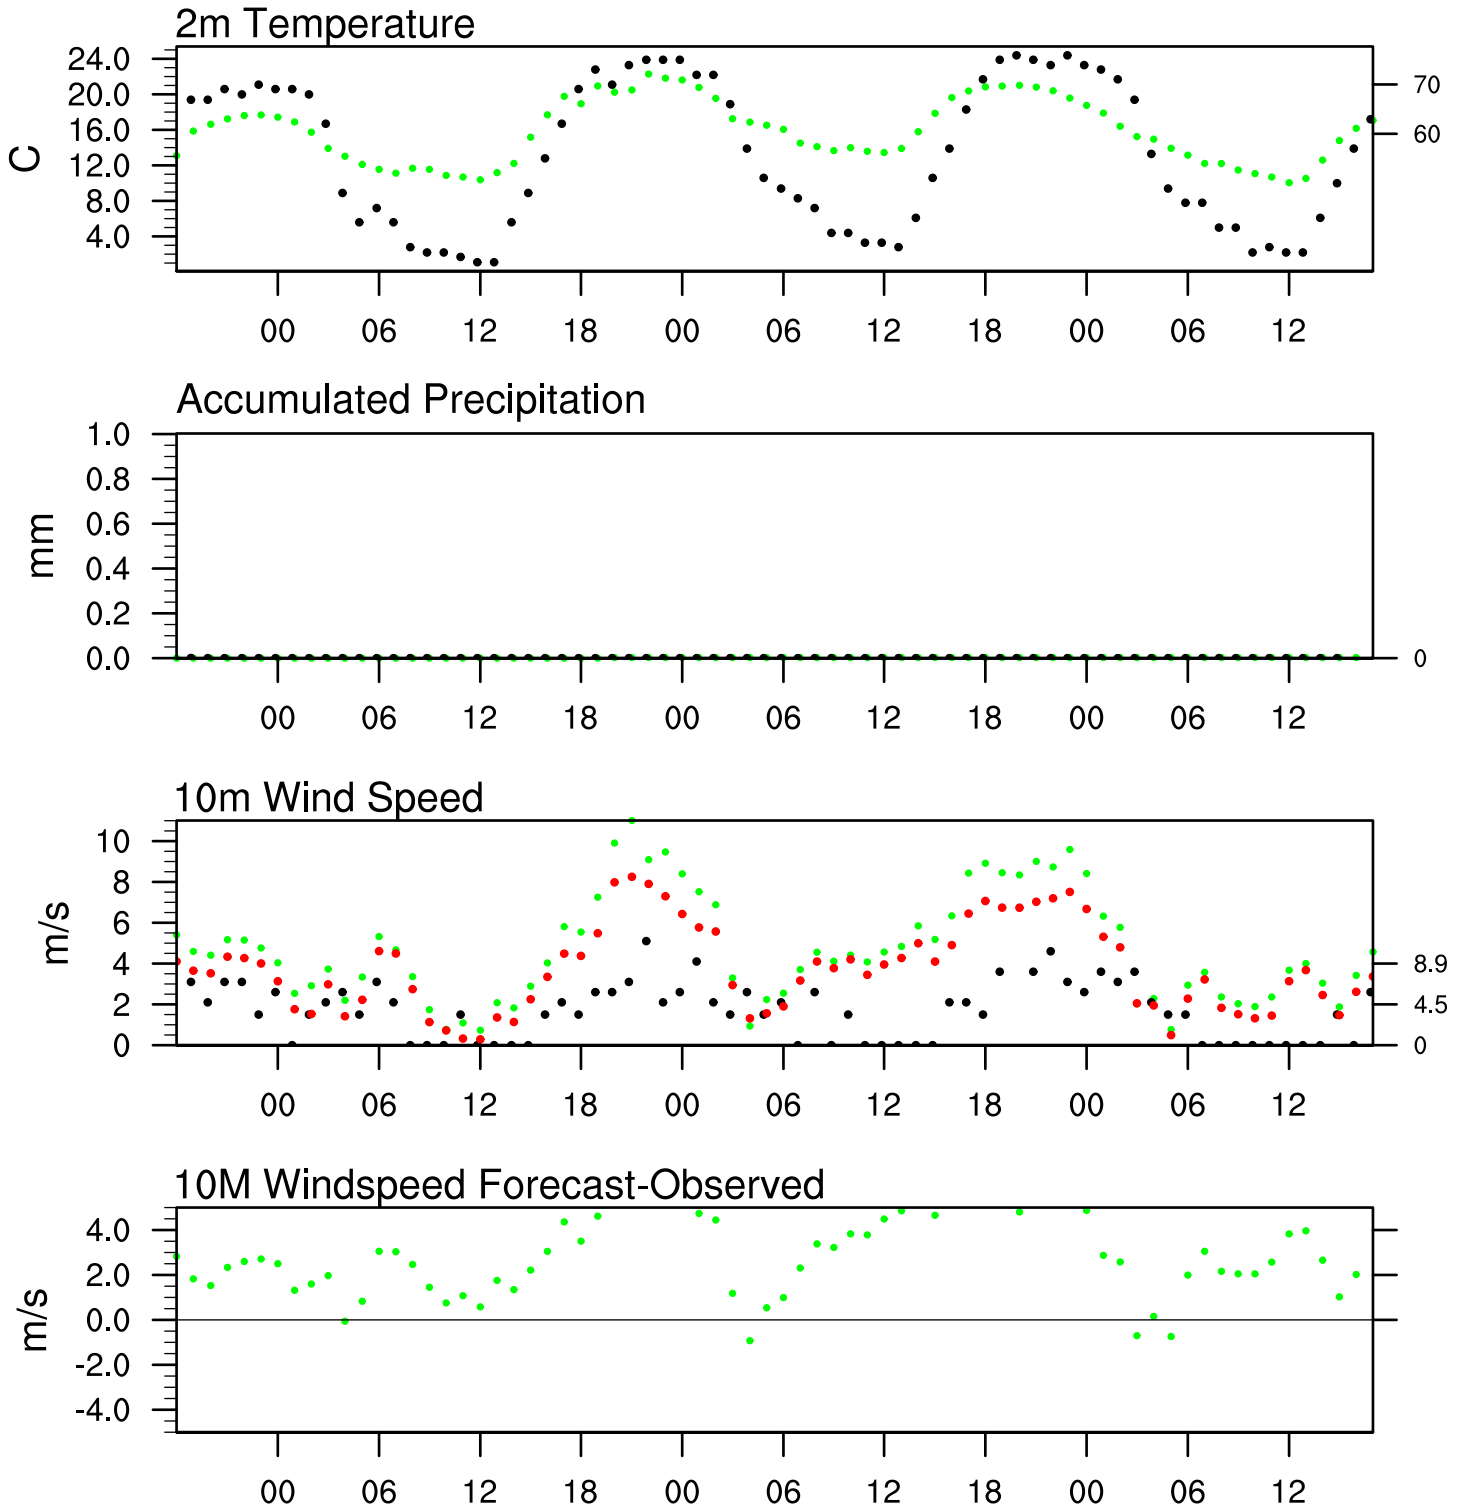 2m Temperature
24.0
20.0
16.0
12.0
8.0
4.0
C
70
60
00 06 12 18 00 06 12 18 00 06 12
Accumulated Precipitation
1.0
0.8
0.6
0.4
0.2
0.0
mm
0
00 06 12 18 00 06 12 18 00 06 12
10m Wind Speed
10
8
6
4
2
0
m/s
8.9
4.5
0
00 06 12 18 00 06 12 18 00 06 12
10M Windspeed Forecast-Observed
4.0
2.0
0.0
-2.0
-4.0
m/s
00 06 12 18 00 06 12 18 00 06 12